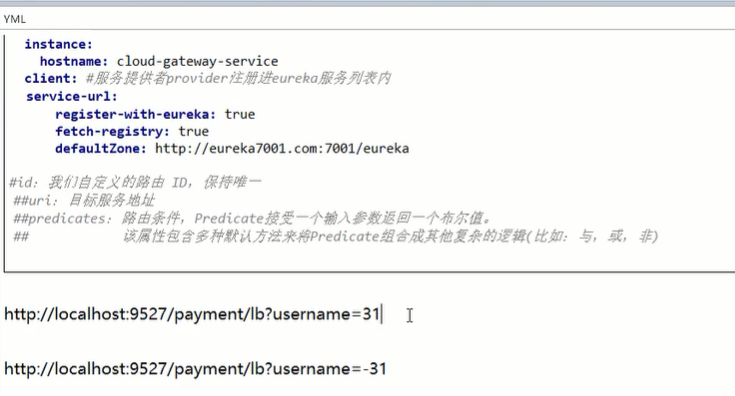 YML
instance:
hostname: cloud-gateway-service
client: #服务提供者provider注册进eureka服务列表内
service-url:
register-with-eureka: true
fetch-registry: true
defaultZone: http://eureka7001.com:7001/eureka
#id: 我们自定义的路由 ID, 保持唯一
##uri: 目标服务地址
##predicates: 路由条件, Predicate接受一个输入参数返回一个布尔值。
## 该属性包含多种默认方法来将Predicate组合成其他复杂的逻辑(比如: 与, 或, 非)
http://localhost:9527/payment/lb?username=31
http://localhost:9527/payment/lb?username=-31